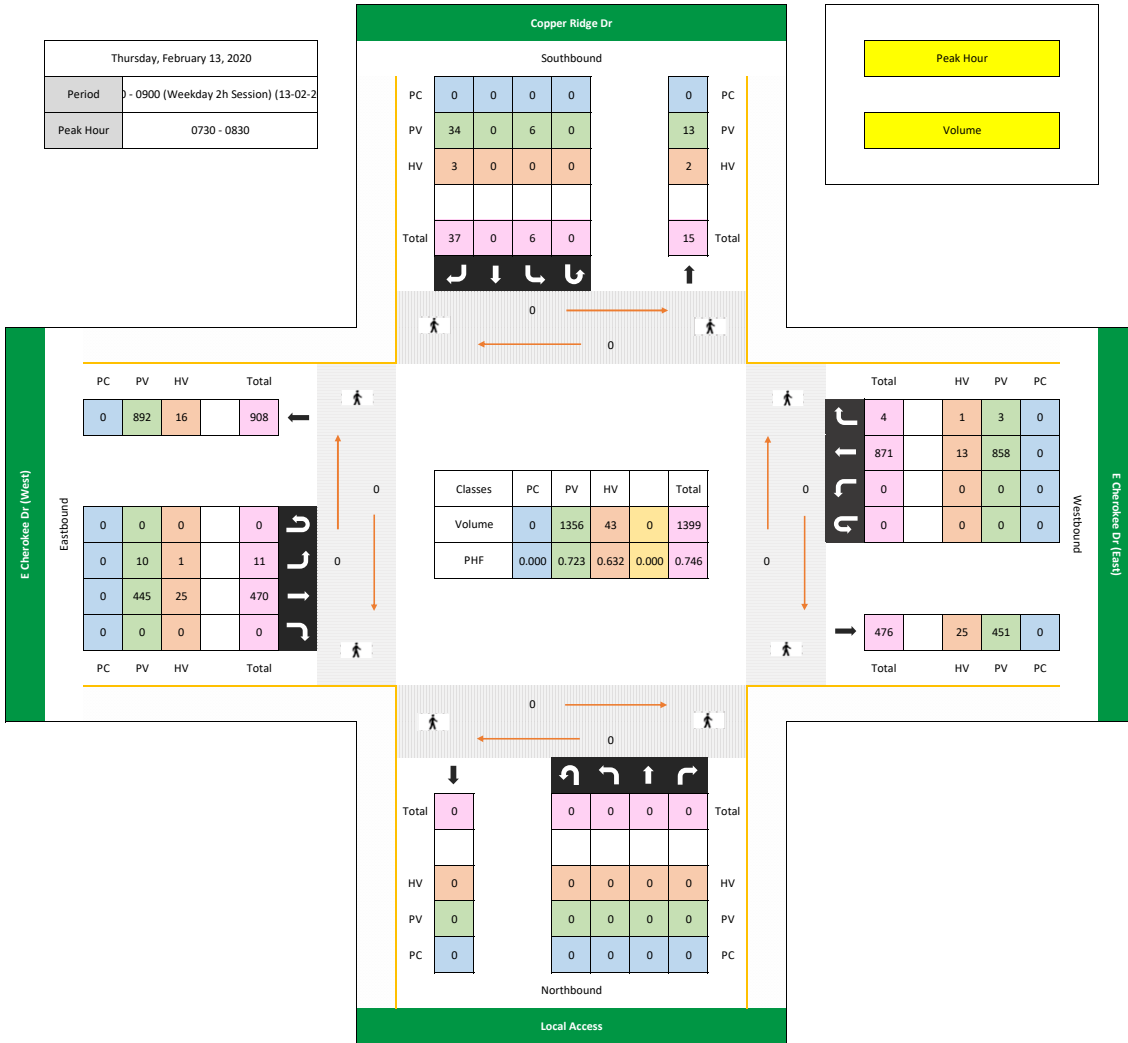 Copper Ridge Dr
Thursday, February 13, 2020
Period ) - 0900 (Weekday 2h Session) (13-02-2
Peak Hour 0730 - 0830
Peak Hour
Volume
Southbound
PC 0 0 0 0 0 PC
PV 34 0 6 0 13 PV
HV 3 0 0 0 2 HV
Total 37 0 6 0 15 Total
0
0
E Cherokee Dr (West)
Eastbound
PC PV HV Total
0 892 16 908
0 0 0 0
0 10 1 11
0 445 25 470
0 0 0 0
PC PV HV Total
0
0
Classes PC PV HV Total
Volume 0 1356 43 0 1399
PHF 0.000 0.723 0.632 0.000 0.746
0
0
Total HV PV PC
4 1 3 0
871 13 858 0
0 0 0 0
0 0 0 0
476 25 451 0
Total HV PV PC
Westbound
E Cherokee Dr (East)
0
0
Total 0 0 0 0 0 Total
HV 0 0 0 0 0 HV
PV 0 0 0 0 0 PV
PC 0 0 0 0 0 PC
Northbound
Local Access